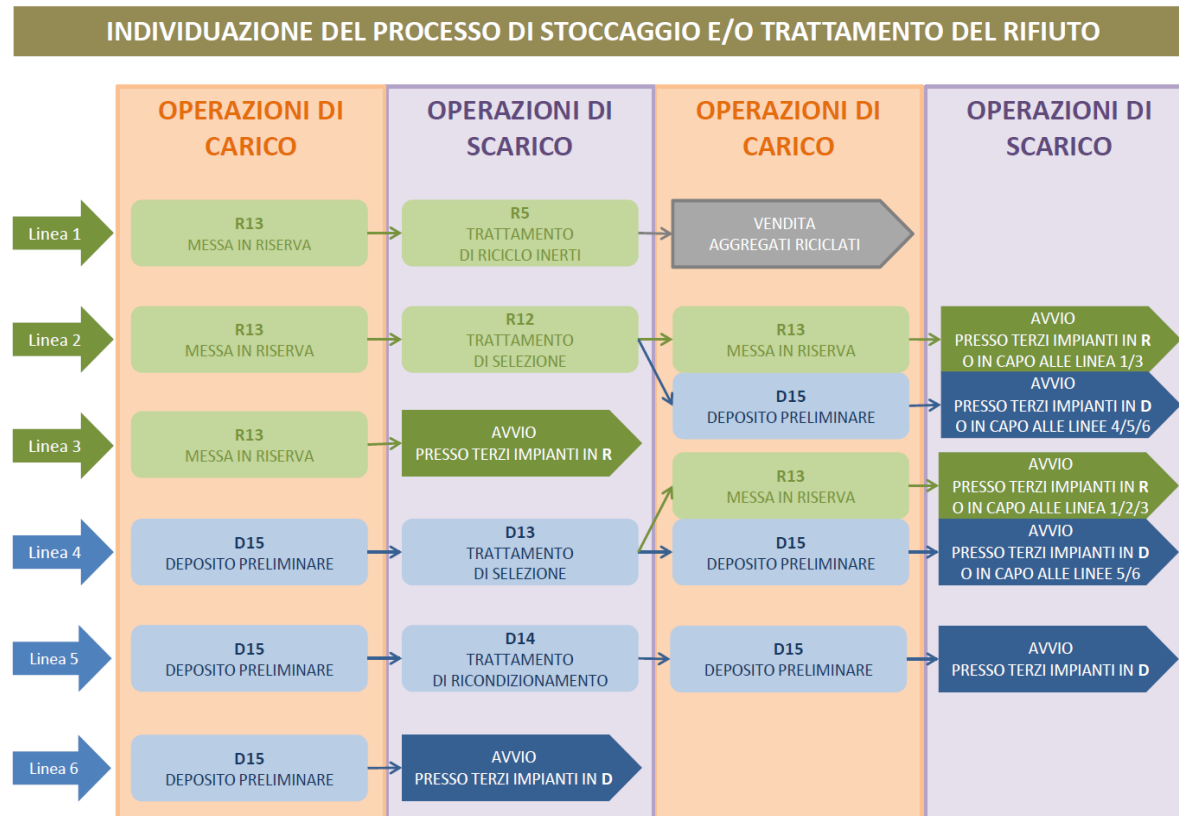 INDIVIDUAZIONE DEL PROCESSO DI STOCCAGGIO E/O TRATTAMENTO DEL RIFIUTO
OPERAZIONI DI
CARICO
OPERAZIONI DI
SCARICO
OPERAZIONI DI
CARICO
OPERAZIONI DI
SCARICO
Linea 1
R13
MESSA IN RISERVA
R5
TRATTAMENTO
DI RICICLO INERTI
VENDITA
AGGREGATI RICICLATI
Linea 2
R13
MESSA IN RISERVA
R12
TRATTAMENTO
DI SELEZIONE
R13
MESSA IN RISERVA
AVVIO
PRESSO TERZI IMPIANTI IN R
O IN CAPO ALLE LINEA 1/3
D15
DEPOSITO PRELIMINARE
AVVIO
PRESSO TERZI IMPIANTI IN D
O IN CAPO ALLE LINEE 4/5/6
Linea 3
R13
MESSA IN RISERVA
AVVIO
PRESSO TERZI IMPIANTI IN R
R13
MESSA IN RISERVA
AVVIO
PRESSO TERZI IMPIANTI IN R
O IN CAPO ALLE LINEA 1/2/3
Linea 4
D15
DEPOSITO PRELIMINARE
D13
TRATTAMENTO
DI SELEZIONE
D15
DEPOSITO PRELIMINARE
AVVIO
PRESSO TERZI IMPIANTI IN D
O IN CAPO ALLE LINEE 5/6
Linea 5
D15
DEPOSITO PRELIMINARE
D14
TRATTAMENTO
DI RICONDIZIONAMENTO
D15
DEPOSITO PRELIMINARE
AVVIO
PRESSO TERZI IMPIANTI IN D
Linea 6
D15
DEPOSITO PRELIMINARE
AVVIO
PRESSO TERZI IMPIANTI IN D